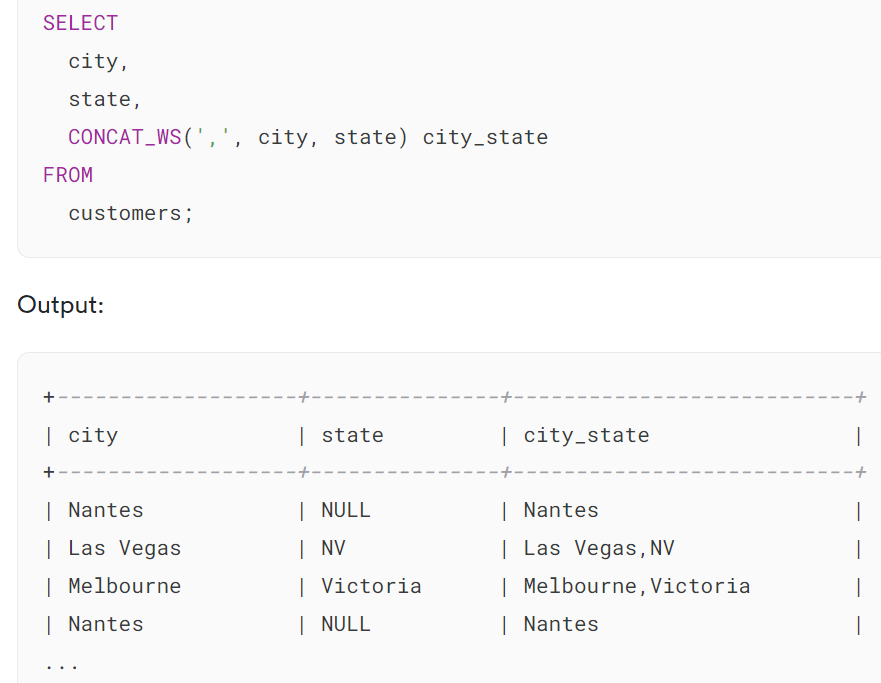 SELECT
  city,
  state,
  CONCAT_WS(',', city, state) city_state
FROM
  customers;
Output:
+-------------------+---------------+---------------------------+
| city              | state         | city_state                |
+-------------------+---------------+---------------------------+
| Nantes            | NULL          | Nantes                    |
| Las Vegas         | NV            | Las Vegas,NV              |
| Melbourne         | Victoria      | Melbourne,Victoria        |
| Nantes            | NULL          | Nantes                    |
...